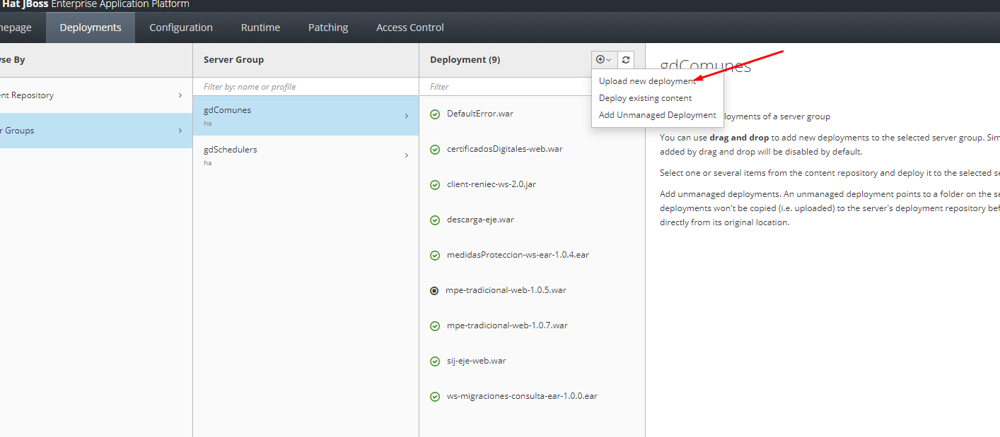 Hat JBoss Enterprise Application Platform
nepage Deployments Configuration Runtime Patching Access Control
se By
nt Repository
r Groups
Server Group
Filter by: name or profile
gdComunes
ha
gdSchedulers
ha
Deployment (9)
Filter
DefaultError.war
certificadosDigitales-web.war
client-reniec-ws-2.0.jar
descarga-eje.war
medidasProteccion-ws-ear-1.0.4.ear
mpe-tradicional-web-1.0.5.war
mpe-tradicional-web-1.0.7.war
sij-eje-web.war
ws-migraciones-consulta-ear-1.0.0.ear
Upload new deployment
Deploy existing content
Add Unmanaged Deployment
gdComunes
loyments of a server group
You can use drag and drop to add new deployments to the selected server group. Sim
added by drag and drop will be disabled by default.
Select one or several items from the content repository and deploy it to the selected se
Add unmanaged deployments. An unmanaged deployment points to a folder on the se
deployments won't be copied (i.e. uploaded) to the server's deployment repository bef
directly from its original location.